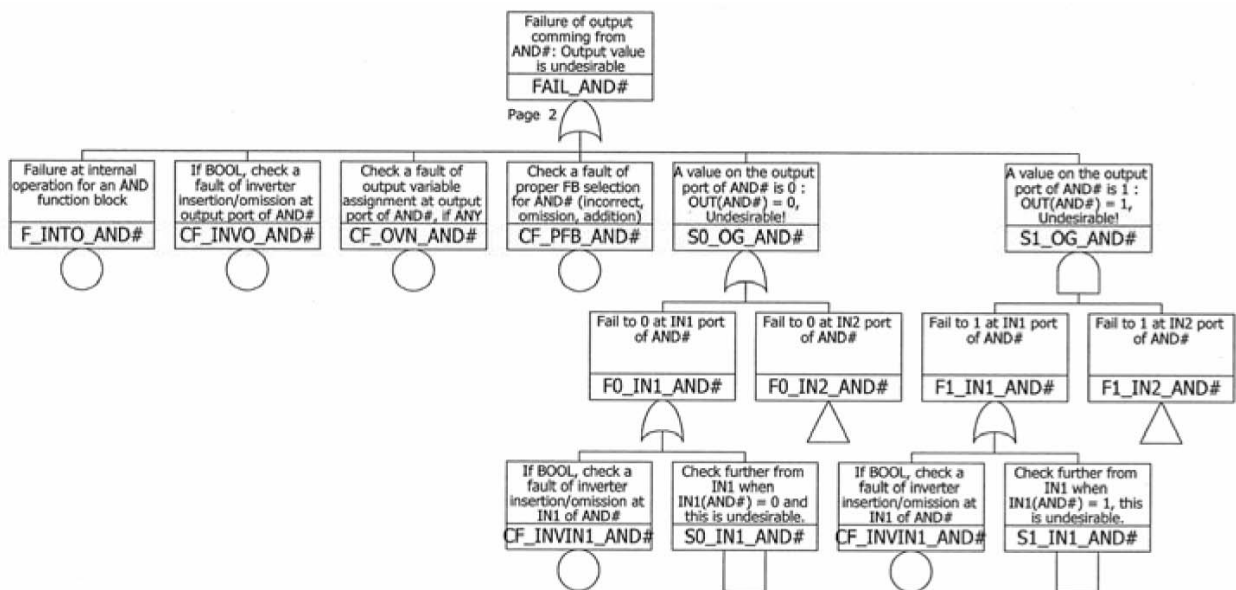 Failure of output
comming from
AND#: Output value
is undesirable
FAIL_AND#
Page 2
Failure at internal
operation for an AND
function block
F_INTO_AND#
If BOOL, check a
fault of inverter
insertion/omission at
output port of AND#
CF_INVO_AND#
Check a fault of
output variable
assignment at output
port of AND#, if ANY
CF_OVN_AND#
Check a fault of
proper FB selection
for AND# (incorrect,
omission, addition)
CF_PFB_AND#
A value on the output
port of AND# is 0 :
OUT(AND#) = 0,
Undesirable!
S0_OG_AND#
A value on the output
port of AND# is 1 :
OUT(AND#) = 1,
Undesirable!
S1_OG_AND#
Fail to 0 at IN1 port
of AND#
F0_IN1_AND#
Fail to 0 at IN2 port
of AND#
F0_IN2_AND#
Fail to 1 at IN1 port
of AND#
F1_IN1_AND#
Fail to 1 at IN2 port
of AND#
F1_IN2_AND#
If BOOL, check a
fault of inverter
insertion/omission at
IN1 of AND#
CF_INVIN1_AND#
Check further from
IN1 when
IN1(AND#) = 0 and
this is undesirable.
S0_IN1_AND#
If BOOL, check a
fault of inverter
insertion/omission at
IN1 of AND#
CF_INVIN1_AND#
Check further from
IN1 when
IN1(AND#) = 1, this
is undesirable.
S1_IN1_AND#